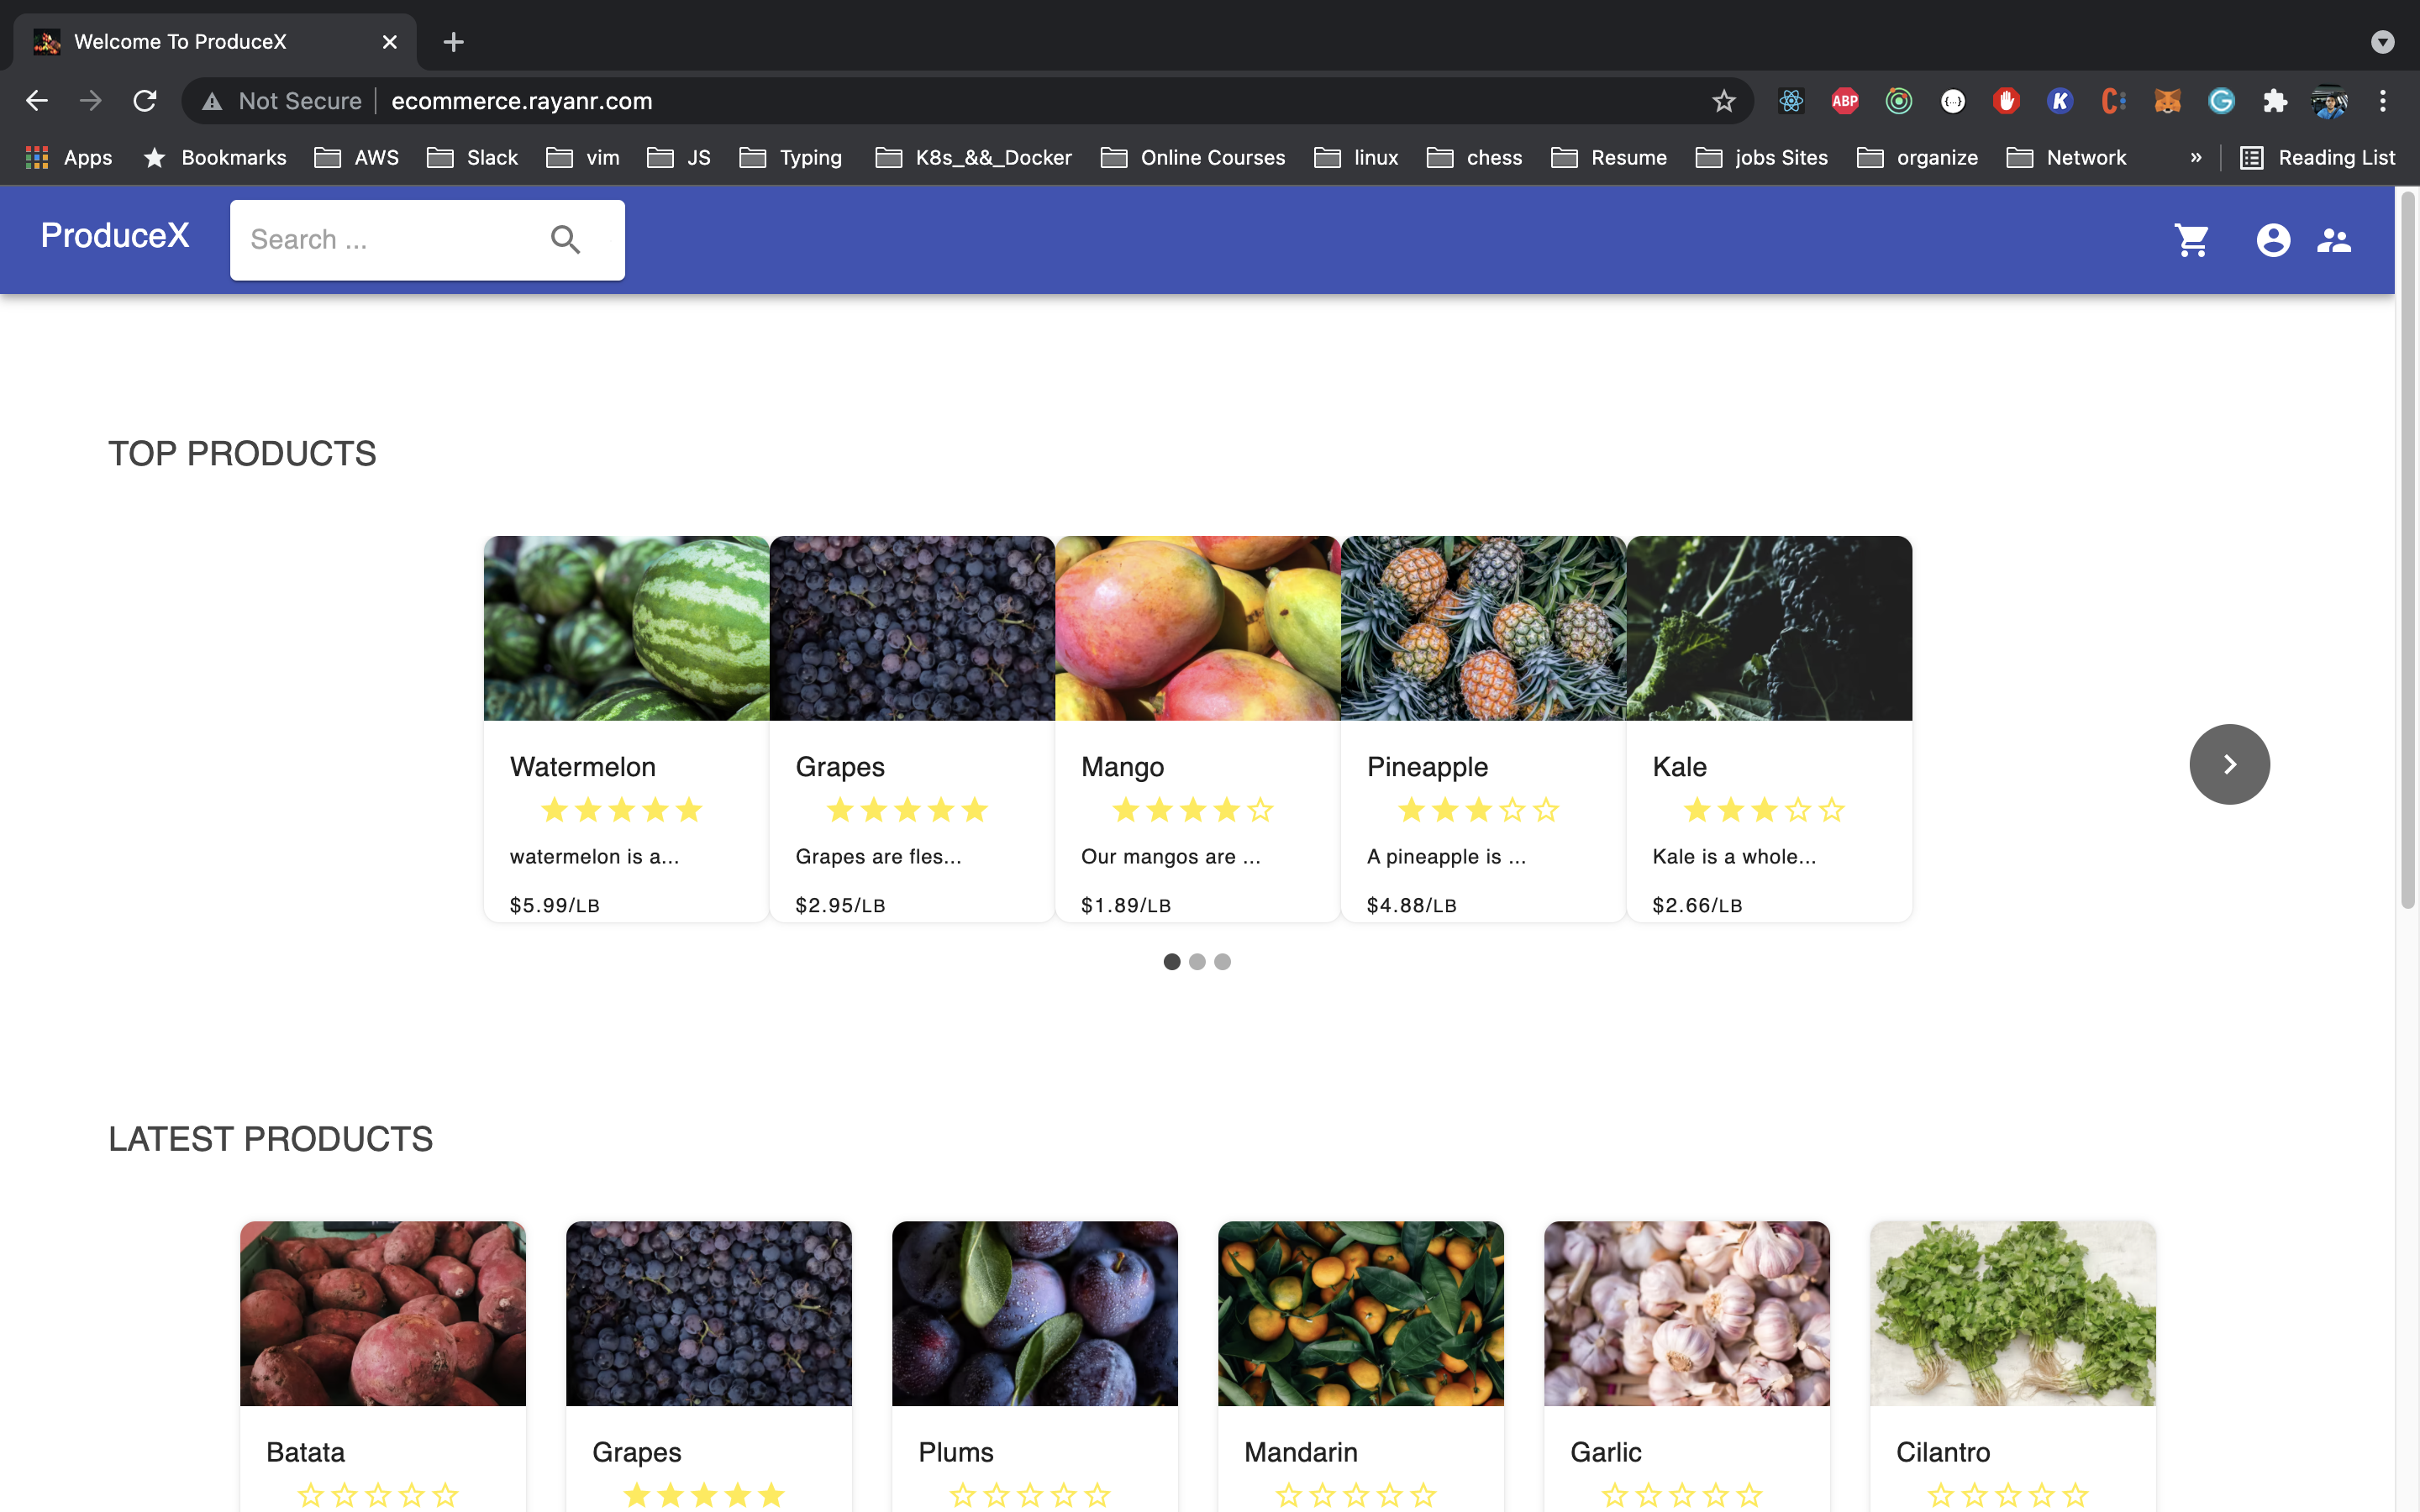 Welcome To ProduceX
Not Secure ecommerce.rayanr.com ABP
Apps Bookmarks AWS Slack vim JS Typing K8s_&&_Docker Online Courses linux chess Resume jobs Sites organize Network » Reading List
ProduceX Search ...
TOP PRODUCTS
Watermelon Grapes Mango Pineapple Kale
watermelon is a... Grapes are fles... Our mangos are ... A pineapple is ... Kale is a whole...
$5.99/LB $2.95/LB $1.89/LB $4.88/LB $2.66/LB
LATEST PRODUCTS
Batata Grapes Plums Mandarin Garlic Cilantro